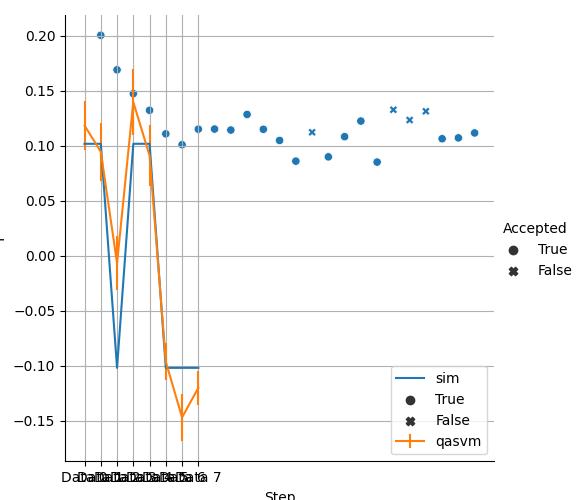 0.20
0.15
0.10
0.05
0.00
−0.05
−0.10
−0.15
Data 7
Step
Accepted
True
False
sim
True
False
qasvm